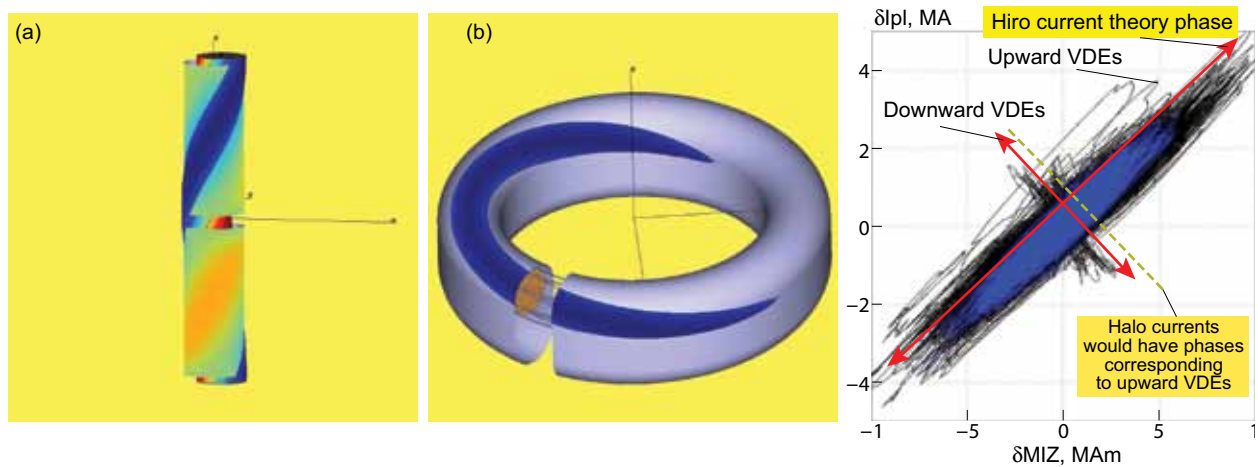 (a)
(b)
δIpl, MA
Hiro current theory phase
Upward VDEs
Downward VDEs
4
2
0
−2
−4
Halo currents
would have phases
corresponding
to upward VDEs
−1
−5
0
5
1
δMIZ, MAm